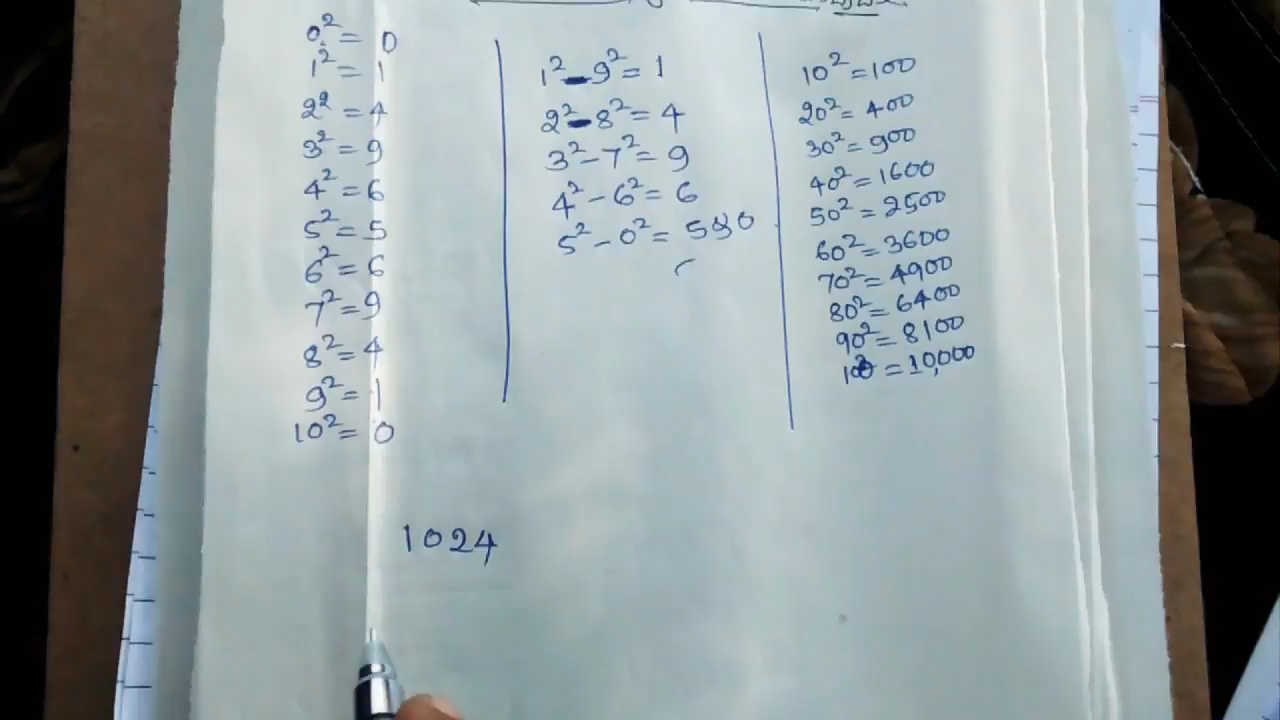 0² = 0
1² = 1
2² = 4
3² = 9
4² = 6
5² = 5
6² = 6
7² = 9
8² = 4
9² = 1
10² = 0
1² - 9² = 1
2² - 8² = 4
3² - 7² = 9
4² - 6² = 6
5² - 0² = 5&0
10² = 100
20² = 400
30² = 900
40² = 1600
50² = 2500
60² = 3600
70² = 4900
80² = 6400
90² = 8100
100² = 10,000
1024